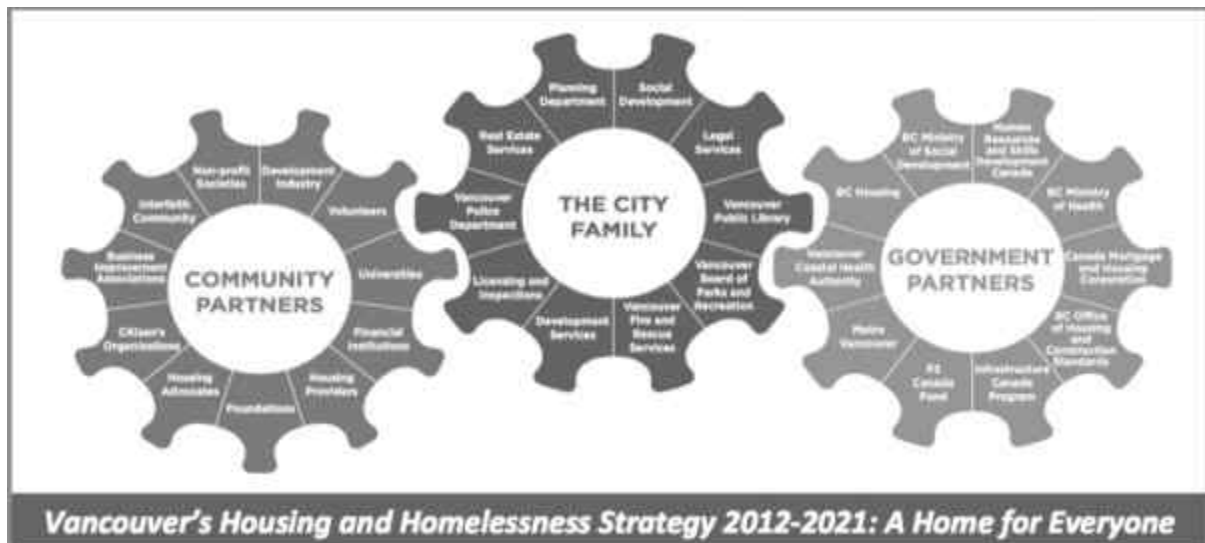 COMMUNITY
PARTNERS
Non-profit
Societies
Development
Industry
Volunteers
Universities
Financial
Institutions
Housing
Providers
Foundations
Housing
Advocates
Citizen's
Organizations
Business
Improvement
Associations
Interfaith
Community
THE CITY
FAMILY
Planning
Department
Social
Development
Legal
Services
Vancouver
Public Library
Vancouver
Board of
Parks and
Recreation
Vancouver
Fire and
Rescue
Services
Development
Services
Licensing and
Inspections
Vancouver
Police
Department
Real Estate
Services
GOVERNMENT
PARTNERS
BC Ministry
of Social
Development
Human
Resources
and Skills
Development
Canada
BC Ministry
of Health
Canada Mortgage
and Housing
Corporation
BC Office
of Housing
and
Construction
Standards
Infrastructure
Canada
Program
Canada
Fund
Metro
Vancouver
Vancouver
Coastal Health
Authority
BC Housing
Vancouver's Housing and Homelessness Strategy 2012-2021: A Home for Everyone